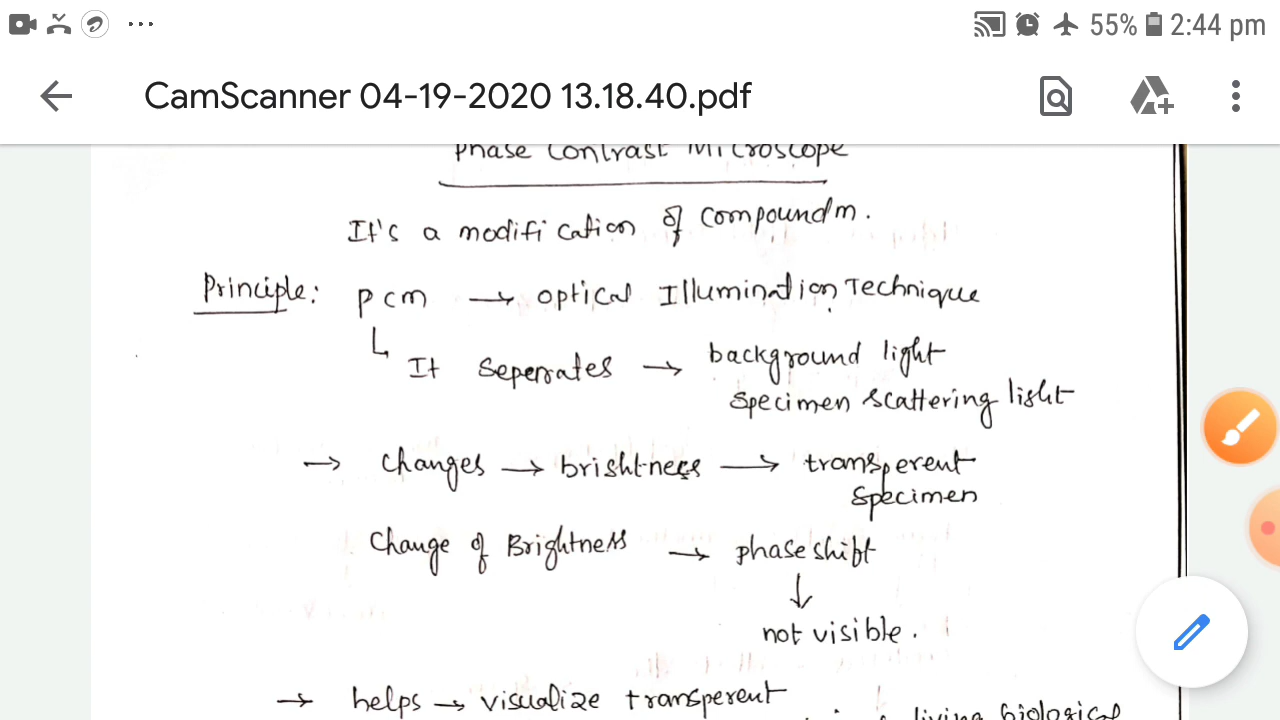 55% 2:44 pm
CamScanner 04-19-2020 13.18.40.pdf
Phase Contrast Microscope
It's a modification of compound m.
Principle: pcm → optical Illumination Technique
It Seperates → background light
Specimen scattering light
→ Changes → brightness → transperent
Specimen
Change of Brightness → phase shift
↓
not visible.
→ helps → visualize transperent
living biological